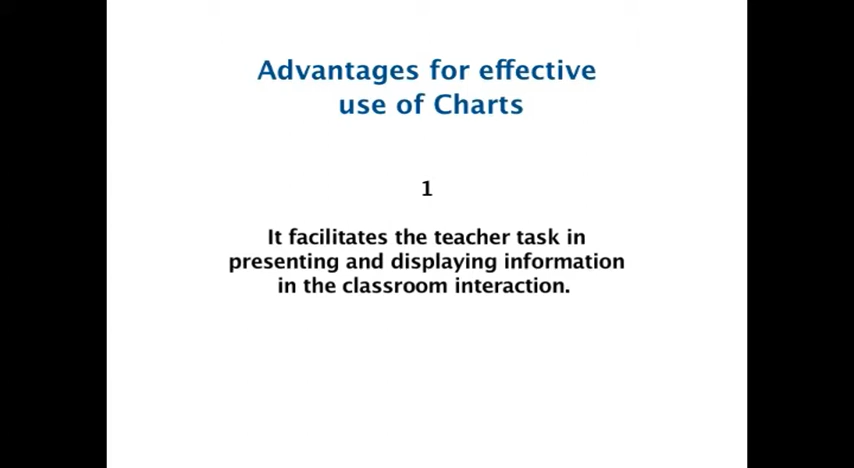 Advantages for effective
use of Charts
1
It facilitates the teacher task in
presenting and displaying information
in the classroom interaction.